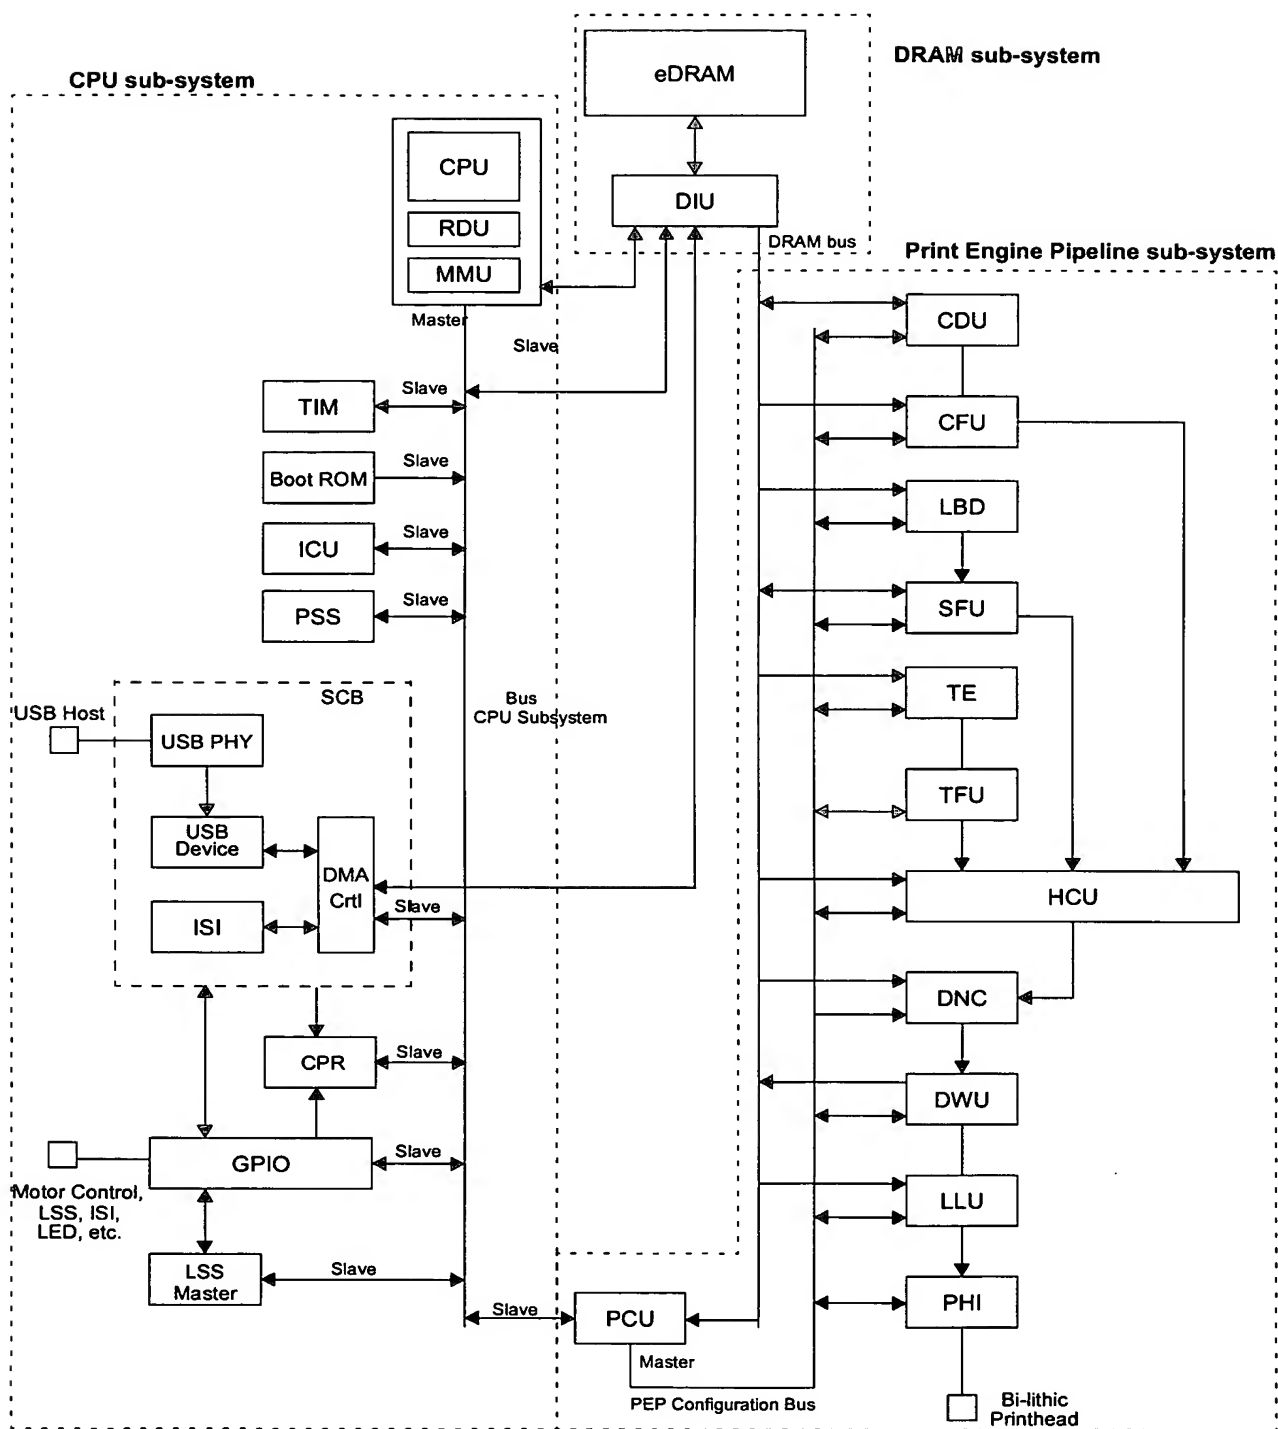 CPU sub-system
DRAM sub-system
eDRAM
CPU
RDU
MMU
Master
DIU
DRAM bus
Print Engine Pipeline sub-system
Slave
CDU
TIM
Slave
CFU
Boot ROM
Slave
LBD
ICU
Slave
PSS
Slave
SFU
SCB
Bus
CPU Subsystem
TE
USB Host
USB PHY
TFU
USB
Device
DMA
Crtl
Slave
HCU
ISI
DNC
CPR
Slave
DWU
GPIO
Slave
Motor Control,
LSS, ISI,
LED, etc.
LLU
LSS
Master
Slave
Slave
PCU
PHI
Master
PEP Configuration Bus
Bi-lithic
Printhead